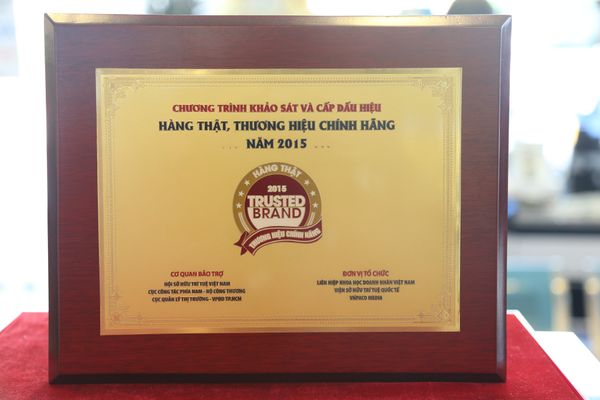 CHƯƠNG TRÌNH KHẢO SÁT VÀ CẤP DẤU HIỆU
HÀNG THẬT, THƯƠNG HIỆU CHÍNH HÃNG
NĂM 2015
HÀNG THẬT
2015
TRUSTED
BRAND
THƯƠNG HIỆU CHÍNH HÃNG
CƠ QUAN BẢO TRỢ
HỘI SỞ HỮU TRÍ TUỆ VIỆT NAM
CỤC CÔNG TÁC PHÍA NAM - BỘ CÔNG THƯƠNG
CỤC QUẢN LÝ THỊ TRƯỜNG - VPĐD TP.HCM
ĐƠN VỊ TỔ CHỨC
LIÊN HIỆP KHOA HỌC DOANH NHÂN VIỆT NAM
VIỆN SỞ HỮU TRÍ TUỆ QUỐC TẾ
VNPACO MEDIA